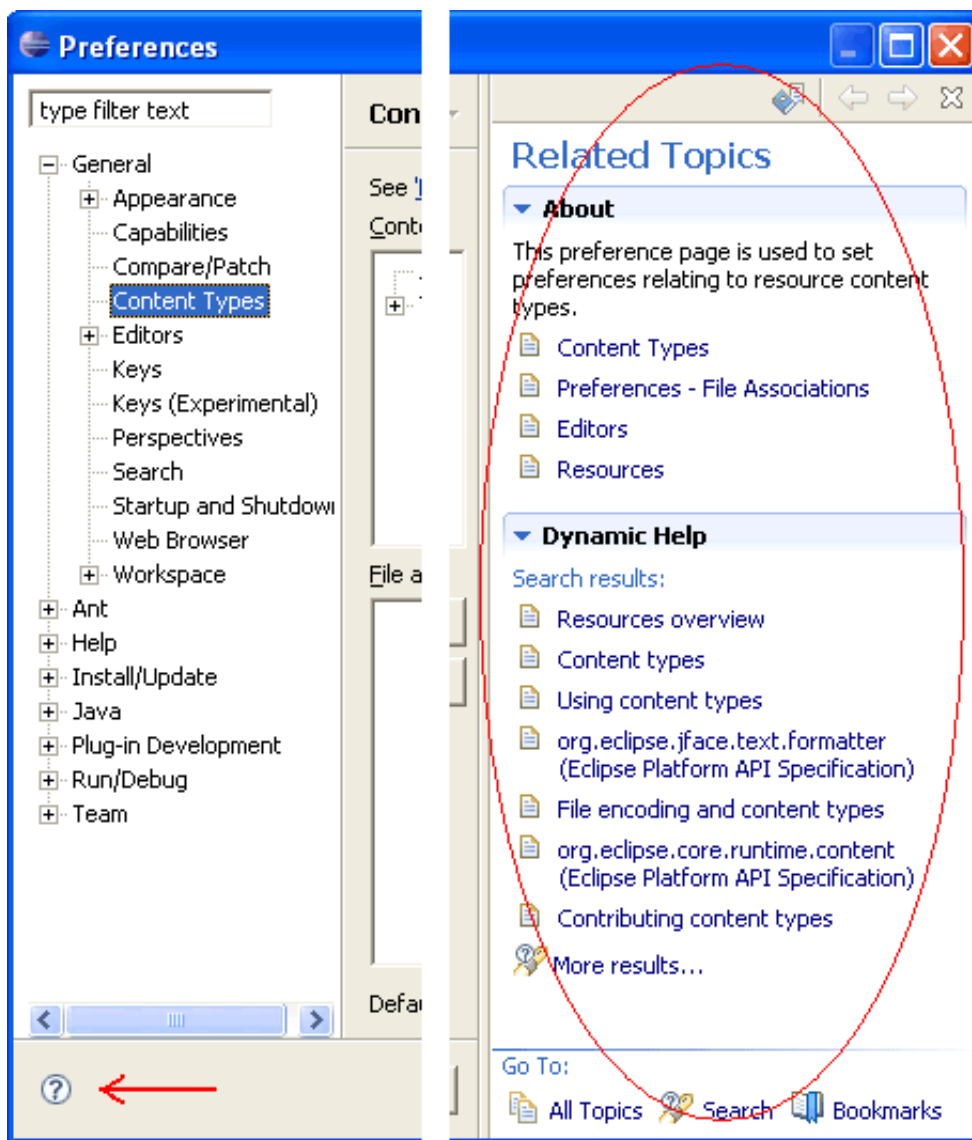 Preferences
type filter text
General
Appearance
Capabilities
Compare/Patch
Content Types
Editors
Keys
Keys (Experimental)
Perspectives
Search
Startup and Shutdow
Web Browser
Workspace
Ant
Help
Install/Update
Java
Plug-in Development
Run/Debug
Team
Con
See '
Conte
File a
Defau
Related Topics
About
This preference page is used to set
preferences relating to resource content
types.
Content Types
Preferences - File Associations
Editors
Resources
Dynamic Help
Search results:
Resources overview
Content types
Using content types
org.eclipse.jface.text.formatter
(Eclipse Platform API Specification)
File encoding and content types
org.eclipse.core.runtime.content
(Eclipse Platform API Specification)
Contributing content types
More results...
Go To:
All Topics Search Bookmarks